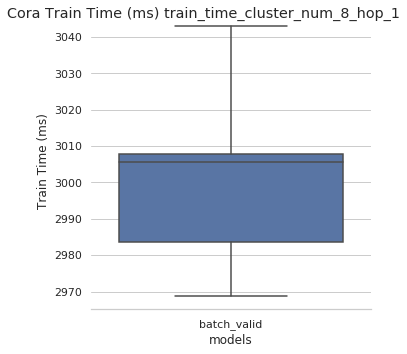 Cora Train Time (ms) train_time_cluster_num_8_hop_1
3040
3030
3020
3010
3000
2990
2980
2970
Train Time (ms)
batch_valid
models